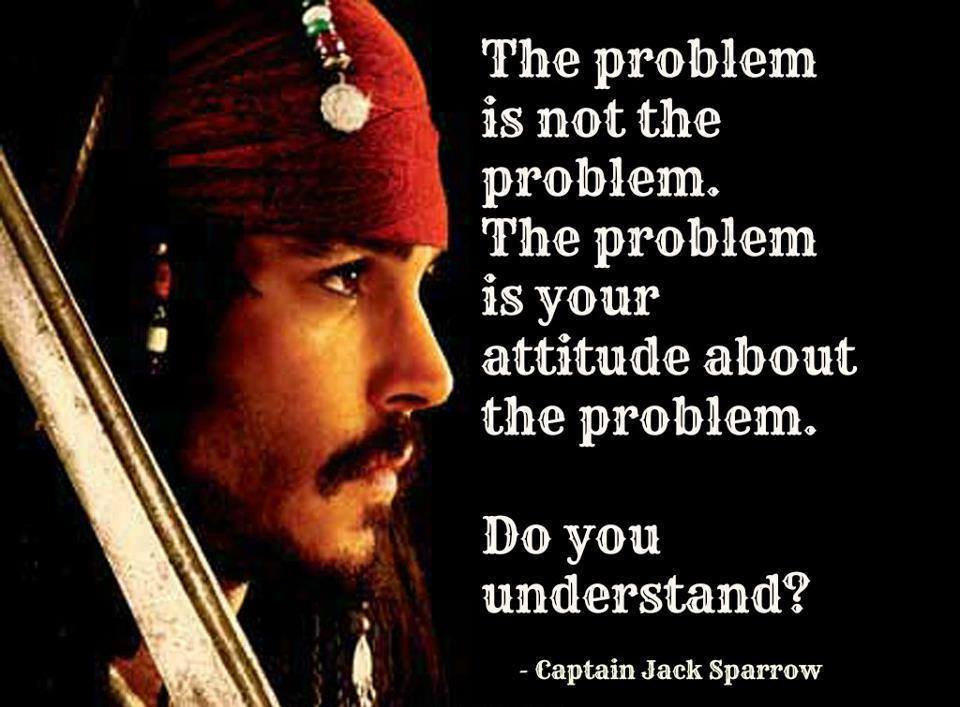 The problem
is not the
problem.
The problem
is your
attitude about
the problem.
Do you
understand?
- Captain Jack Sparrow